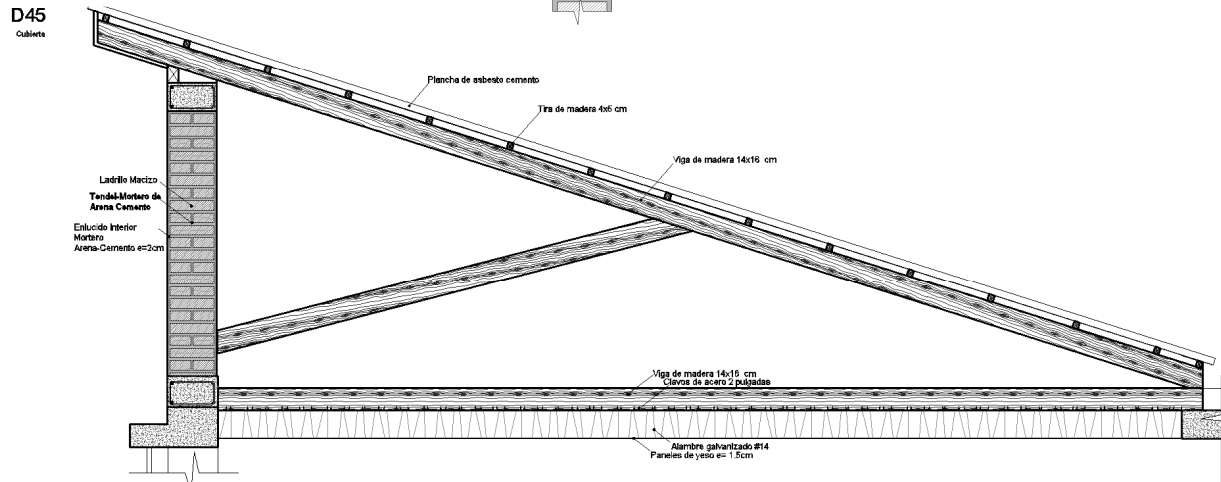 D45
Cubierta
Plancha de asbesto cemento
Tira de madera 4x5 cm
Viga de madera 14x16 cm
Ladrillo Macizo
Tendel-Mortero de
Arena Cemento
Enlucido Interior
Mortero
Arena-Cemento e=2cm
Viga de madera 14x16 cm
Clavos de acero 2 pulgadas
Alambre galvanizado #14
Paneles de yeso e= 1.5cm